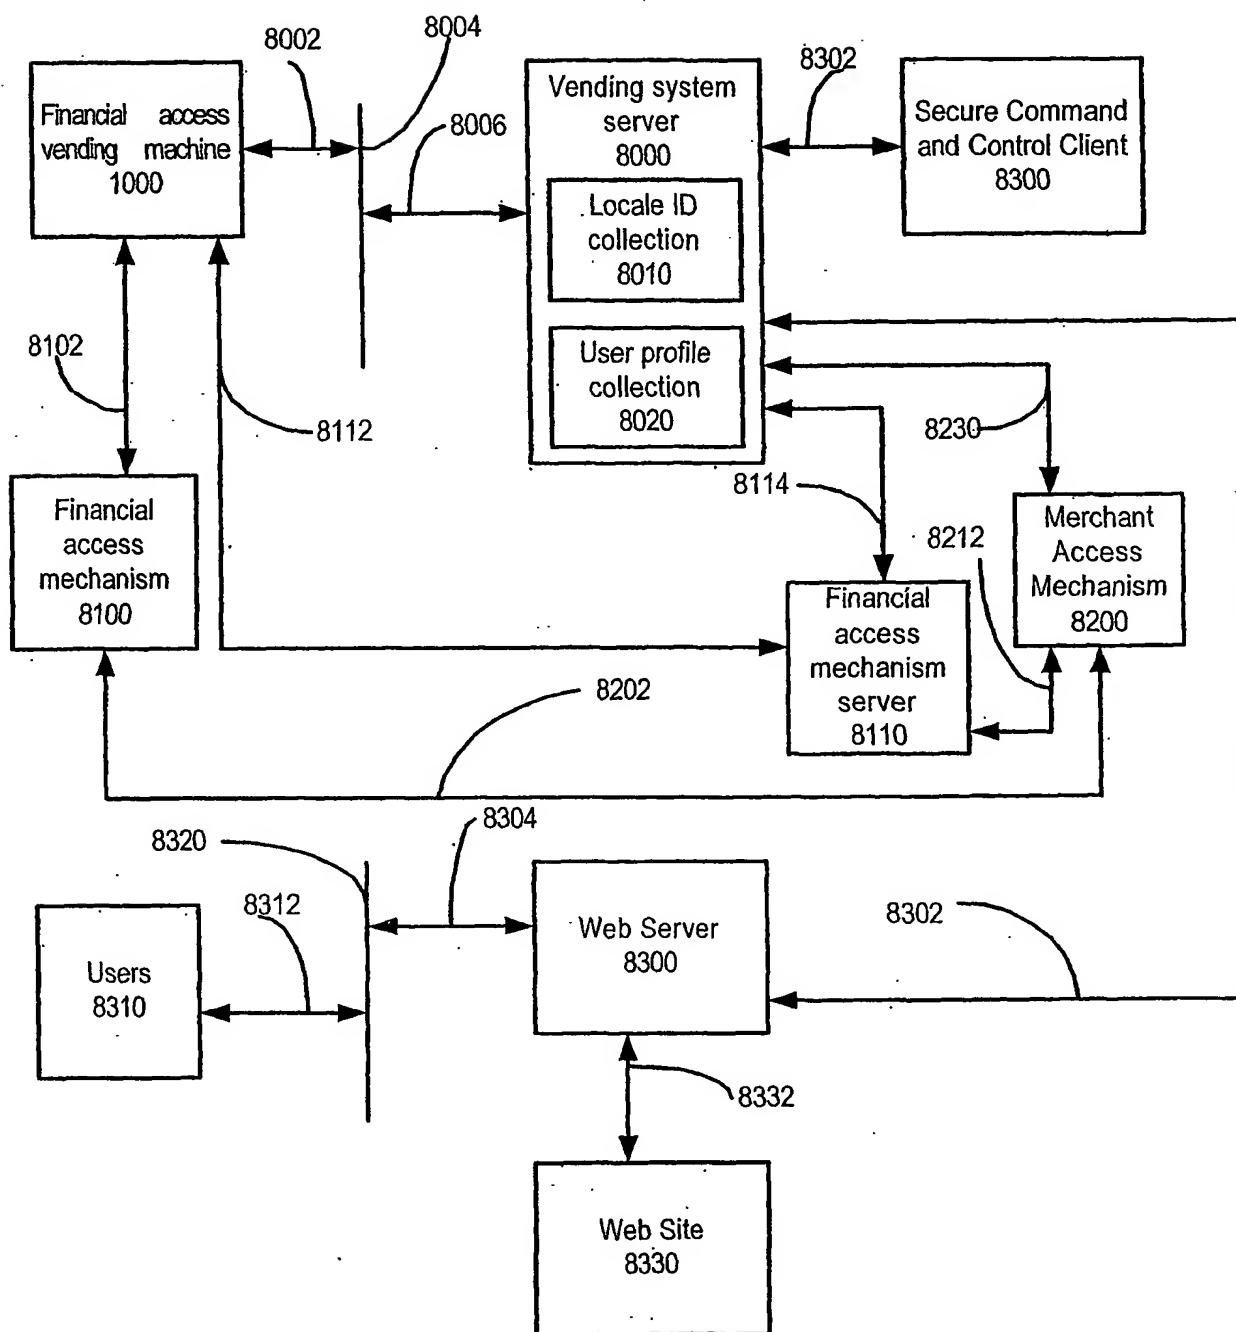 8002
8004
8302
Financial access
vending machine
1000
8006
Vending system
server
8000
Secure Command
and Control Client
8300
Locale ID
collection
8010
8102
User profile
collection
8020
8112
8230
8114
Financial
access
mechanism
8100
8212
Merchant
Access
Mechanism
8200
Financial
access
mechanism
server
8110
8202
8304
8320
8312
8302
Users
8310
Web Server
8300
8332
Web Site
8330